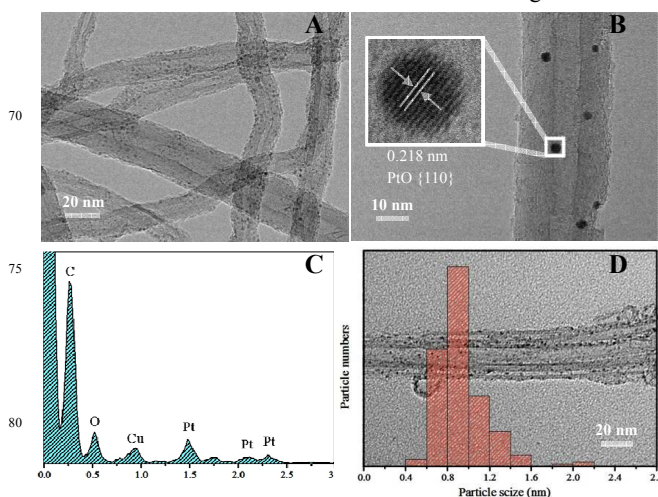 70
A
20 nm
B
0.218 nm
PtO {110}
10 nm
75
80
C
C
O
Cu
Pt
Pt
Pt
0.0
0.5
1.0
1.5
2.0
2.5
3
D
Particle numbers
20 nm
0.0
0.4
0.8
1.2
1.6
2.0
2.4
2.8
Particle scize (nm)